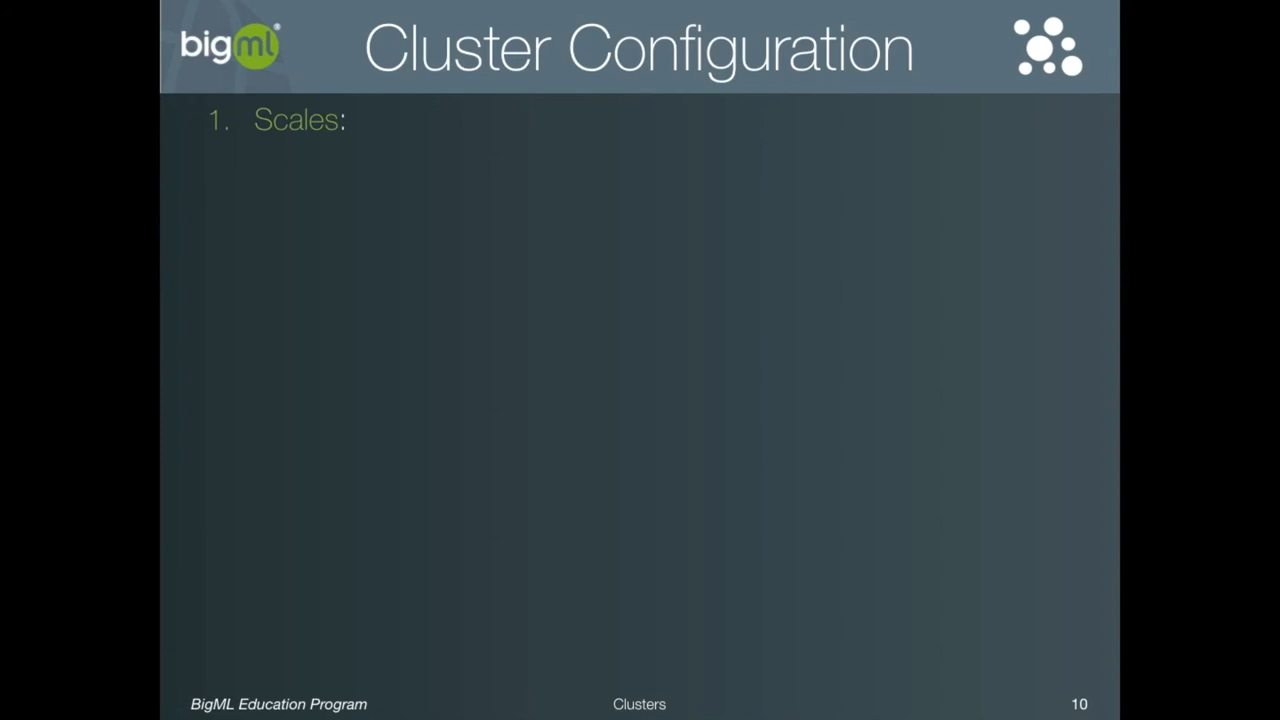 bigml®
Cluster Configuration
1. Scales:
BigML Education Program
Clusters
10